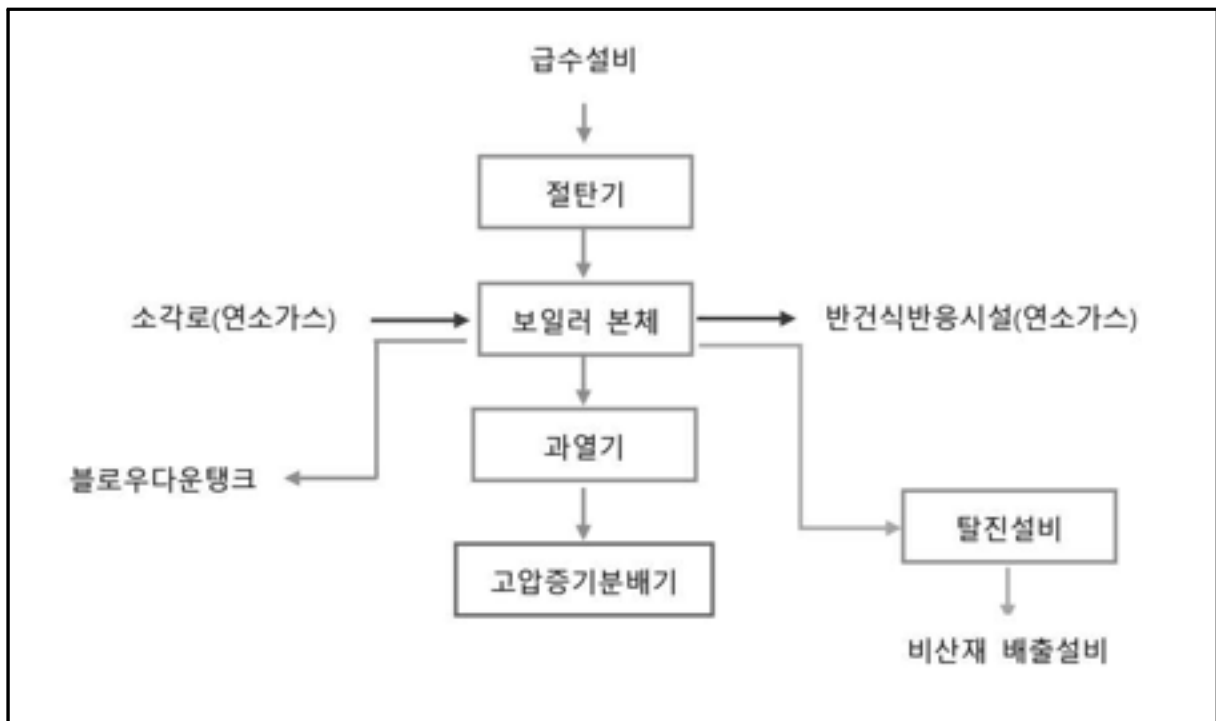 급수설비
절탄기
소각로(연소가스)
보일러 본체
반건식반응시설(연소가스)
과열기
블로우다운탱크
탈진설비
고압증기분배기
비산재 배출설비